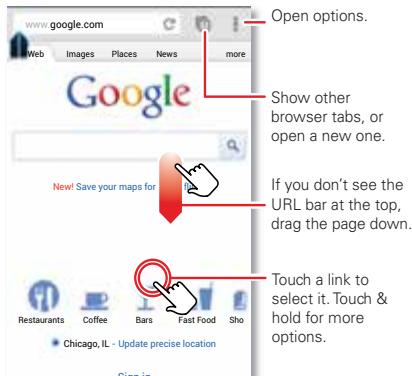 www.google.com
Web Images Places News more
Google
New! Save your maps for
Restaurants Coffee Bars Fast Food Sho
Chicago, IL - Update precise location
Sign in
Open options.
Show other
browser tabs, or
open a new one.
If you don't see the
URL bar at the top,
drag the page down.
Touch a link to
select it. Touch &
hold for more
options.